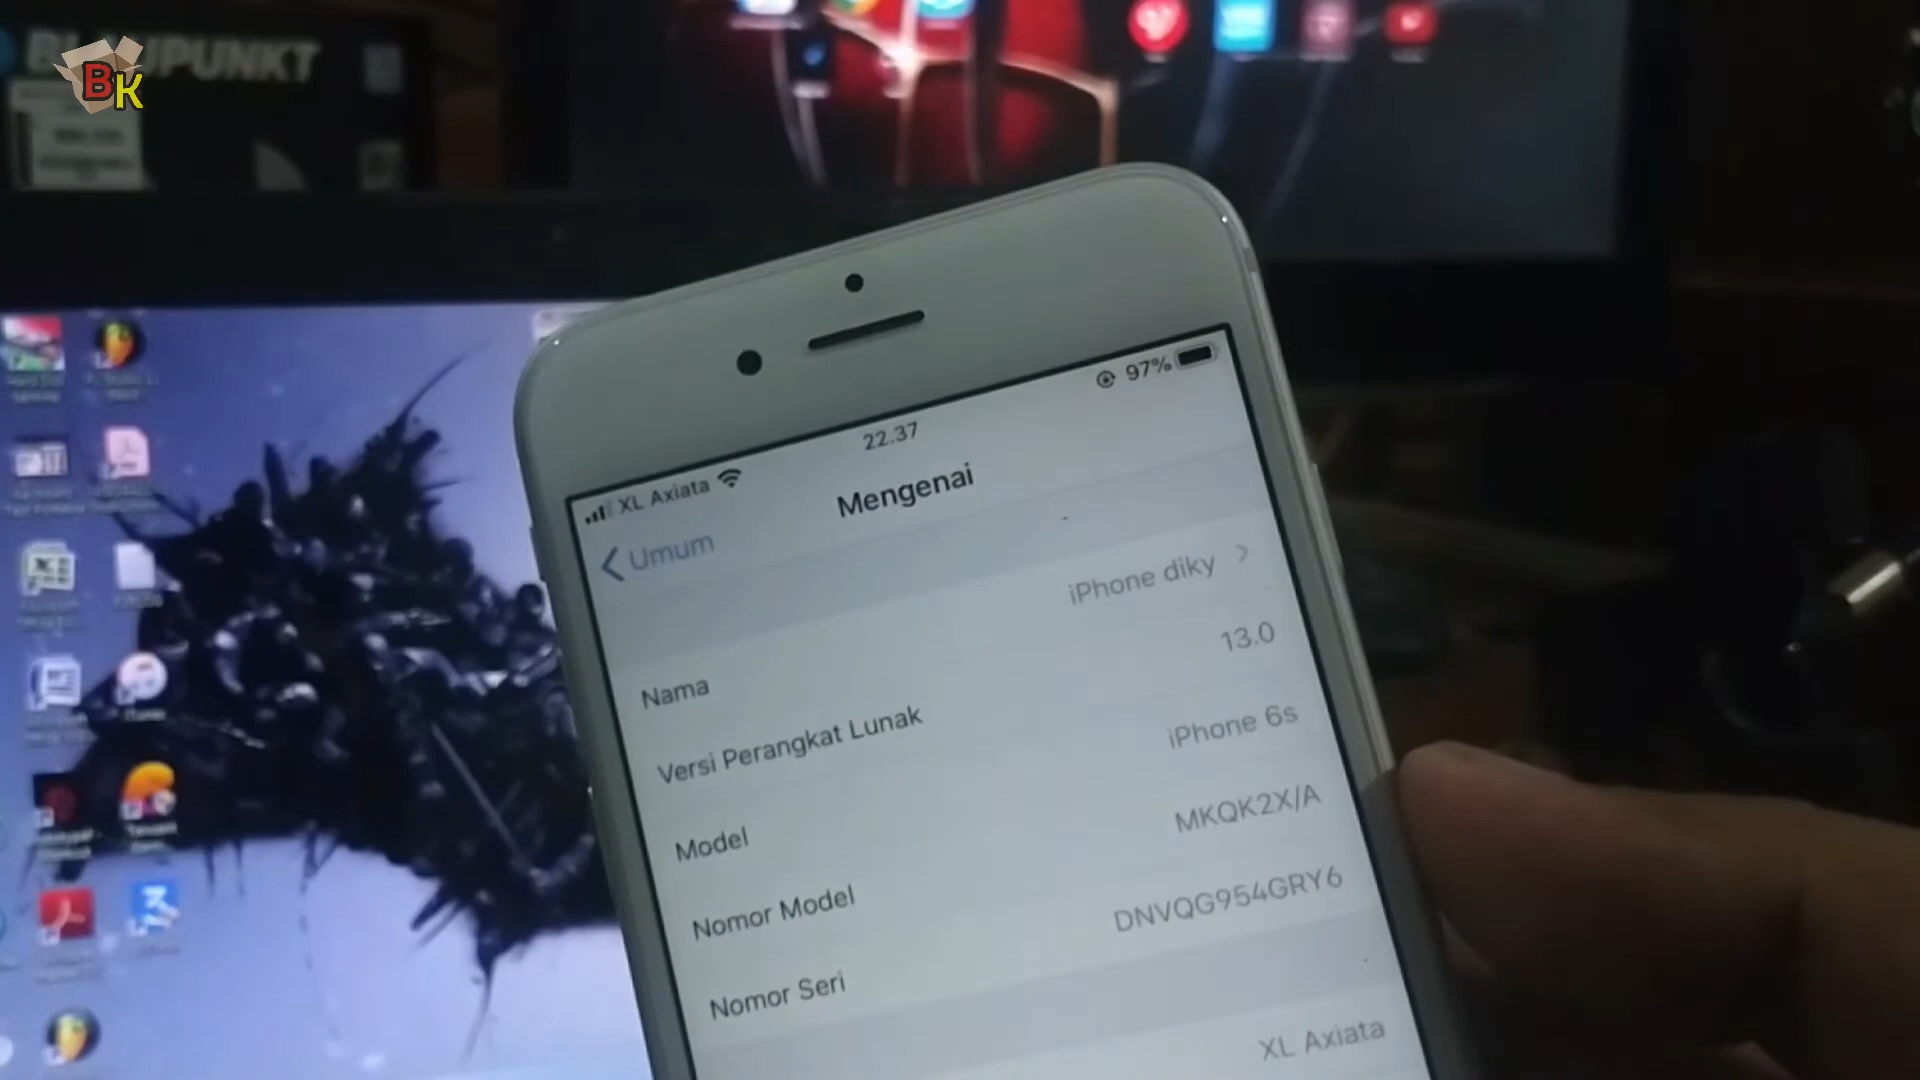 BK
BLAUPUNKT
XL Axiata
22.37
97%
Umum
Mengenai
Nama
iPhone diky
Versi Perangkat Lunak
13.0
Model
iPhone 6s
Nomor Model
MKQK2X/A
Nomor Seri
DNVQG954GRY6
XL Axiata